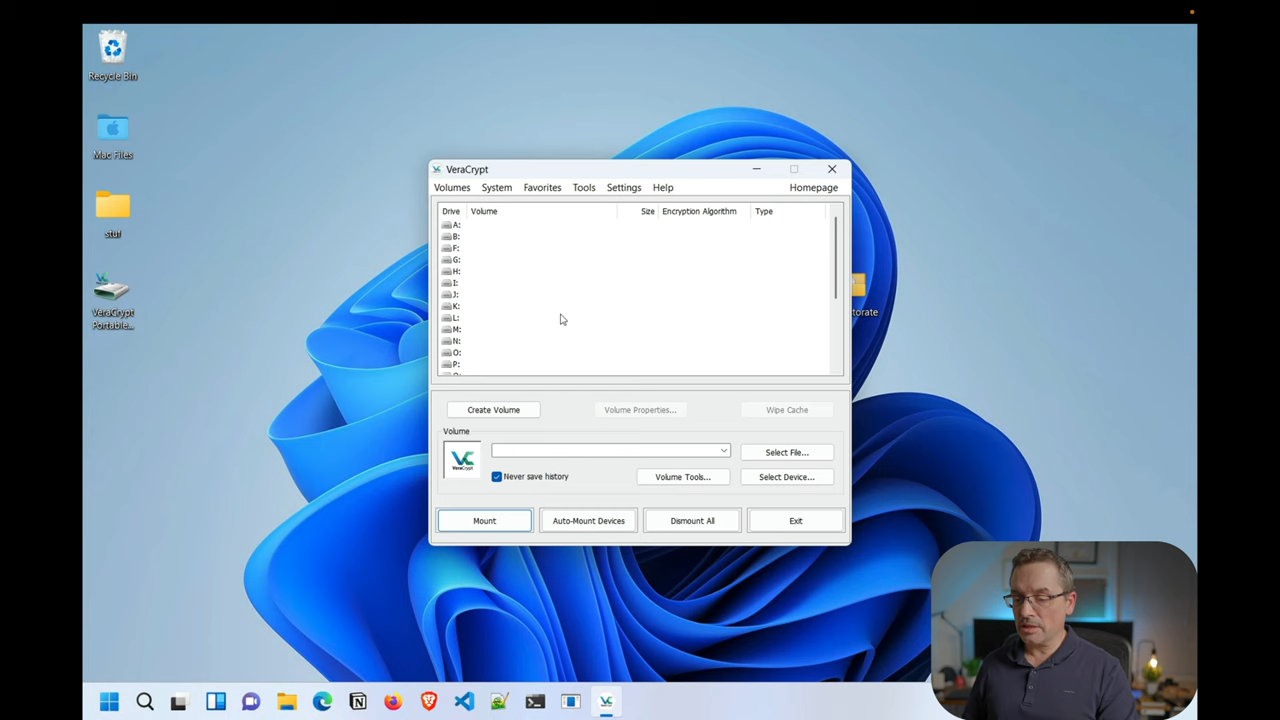 Recycle Bin
Mac Files
stuf
VeraCrypt
Portable...
VeraCrypt
Volumes System Favorites Tools Settings Help Homepage
Drive Volume Size Encryption Algorithm Type
A:
B:
F:
G:
H:
I:
J:
K:
L:
M:
N:
O:
P:
torate
Create Volume Volume Properties... Wipe Cache
Volume
VeraCrypt
Select File...
Never save history Volume Tools... Select Device...
Mount Auto-Mount Devices Dismount All Exit